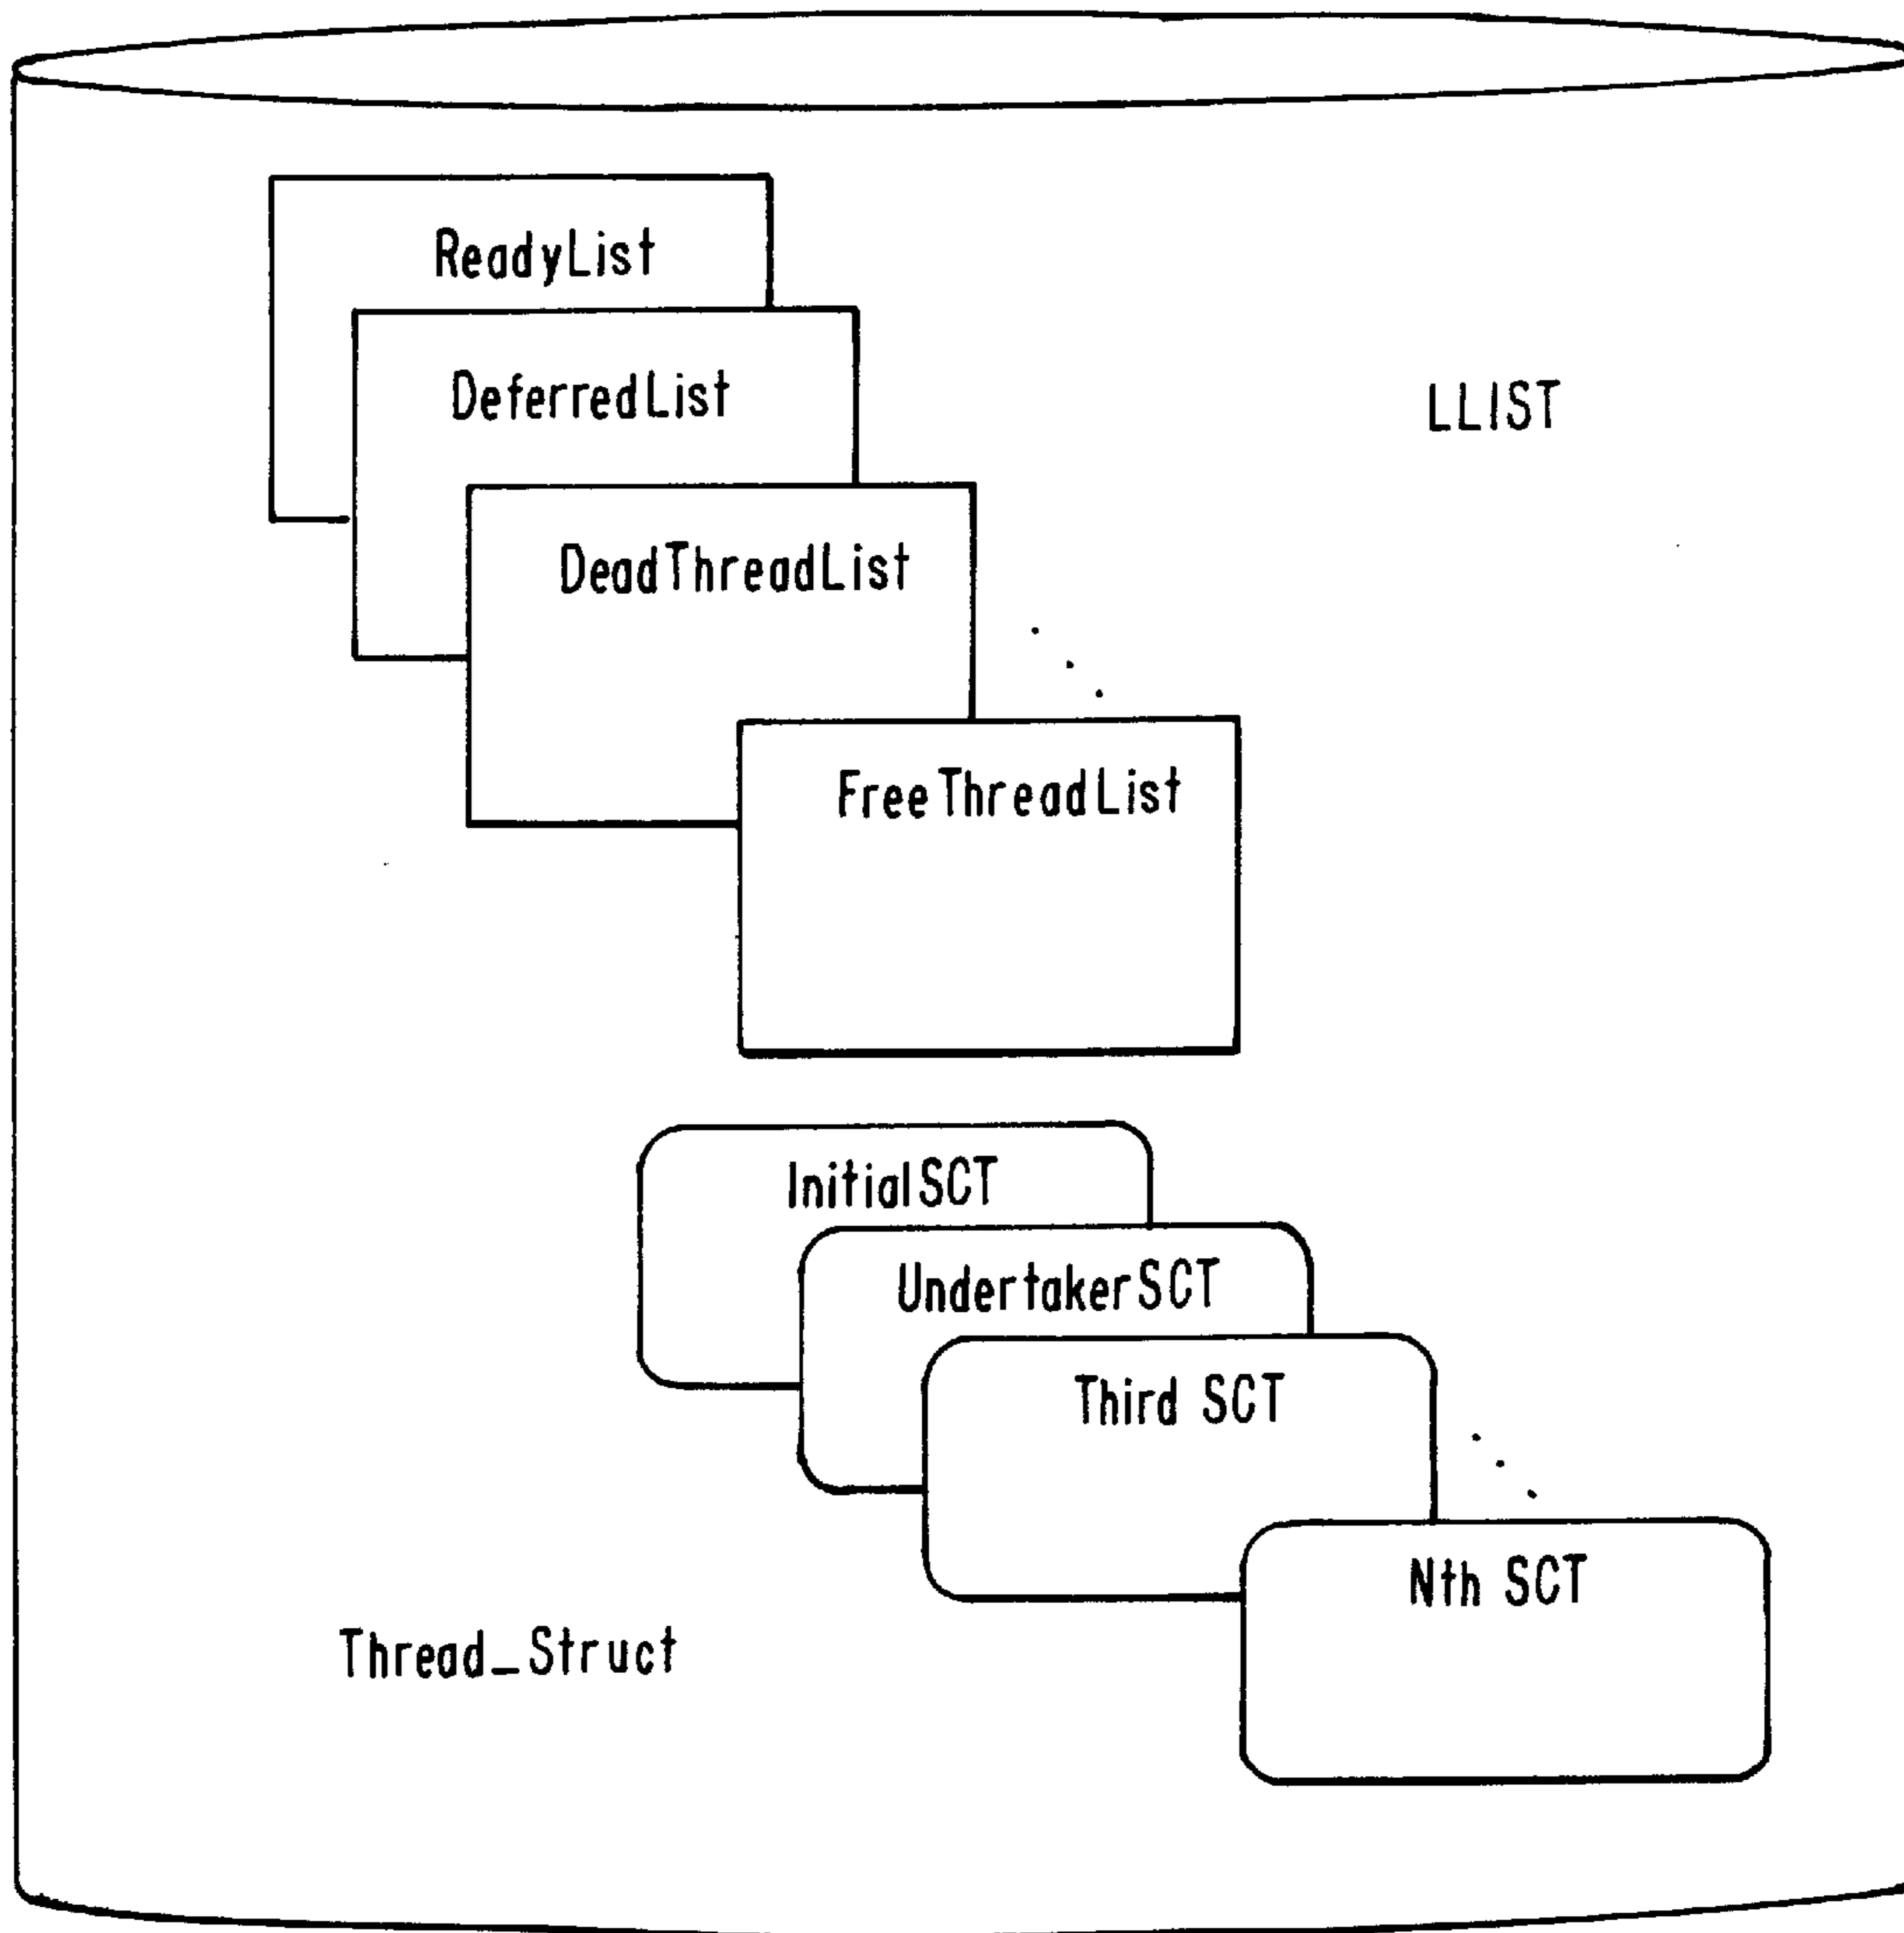 ReadyList
DeferredList
LLIST
DeadThreadList
FreeThreadList
InitialSCT
UndertakerSCT
Third SCT
Nth SCT
Thread_Struct